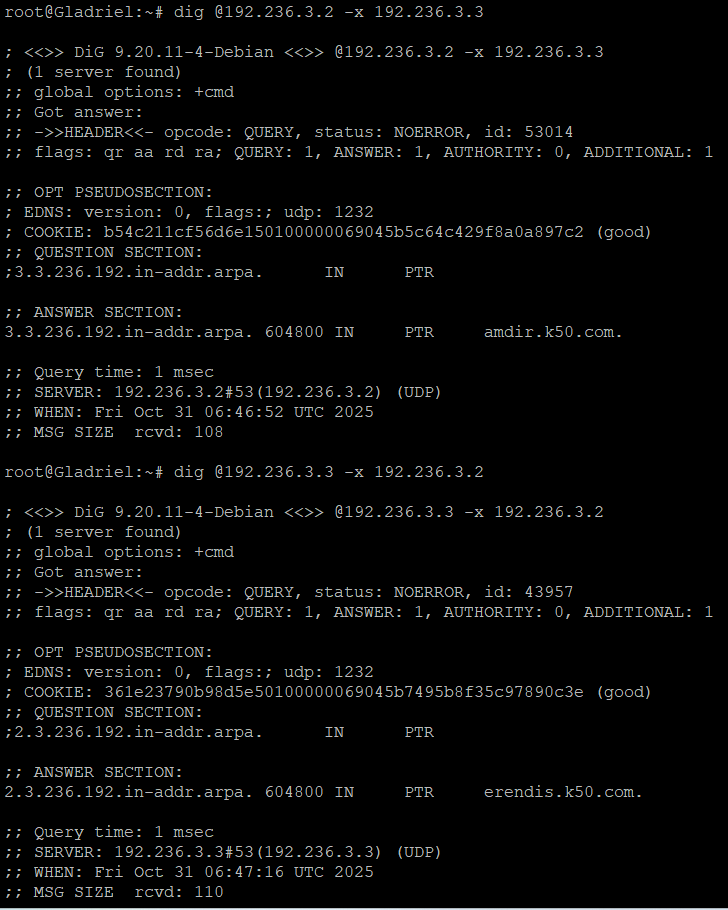 root@Gladriel:~# dig @192.236.3.2 -x 192.236.3.3
; <<>> DiG 9.20.11-4-Debian <<>> @192.236.3.2 -x 192.236.3.3
; (1 server found)
;; global options: +cmd
;; Got answer:
;; ->>HEADER<<- opcode: QUERY, status: NOERROR, id: 53014
;; flags: qr aa rd ra; QUERY: 1, ANSWER: 1, AUTHORITY: 0, ADDITIONAL: 1
;; OPT PSEUDOSECTION:
; EDNS: version: 0, flags:; udp: 1232
; COOKIE: b54c211cf56d6e150100000069045b5c64c429f8a0a897c2 (good)
;; QUESTION SECTION:
;3.3.236.192.in-addr.arpa. IN PTR
;; ANSWER SECTION:
3.3.236.192.in-addr.arpa. 604800 IN PTR amdir.k50.com.
;; Query time: 1 msec
;; SERVER: 192.236.3.2#53(192.236.3.2) (UDP)
;; WHEN: Fri Oct 31 06:46:52 UTC 2025
;; MSG SIZE rcvd: 108
root@Gladriel:~# dig @192.236.3.3 -x 192.236.3.2
; <<>> DiG 9.20.11-4-Debian <<>> @192.236.3.3 -x 192.236.3.2
; (1 server found)
;; global options: +cmd
;; Got answer:
;; ->>HEADER<<- opcode: QUERY, status: NOERROR, id: 43957
;; flags: qr aa rd ra; QUERY: 1, ANSWER: 1, AUTHORITY: 0, ADDITIONAL: 1
;; OPT PSEUDOSECTION:
; EDNS: version: 0, flags:; udp: 1232
; COOKIE: 361e23790b98d5e50100000069045b7495b8f35c97890c3e (good)
;; QUESTION SECTION:
;2.3.236.192.in-addr.arpa. IN PTR
;; ANSWER SECTION:
2.3.236.192.in-addr.arpa. 604800 IN PTR erendis.k50.com.
;; Query time: 1 msec
;; SERVER: 192.236.3.3#53(192.236.3.3) (UDP)
;; WHEN: Fri Oct 31 06:47:16 UTC 2025
;; MSG SIZE rcvd: 110